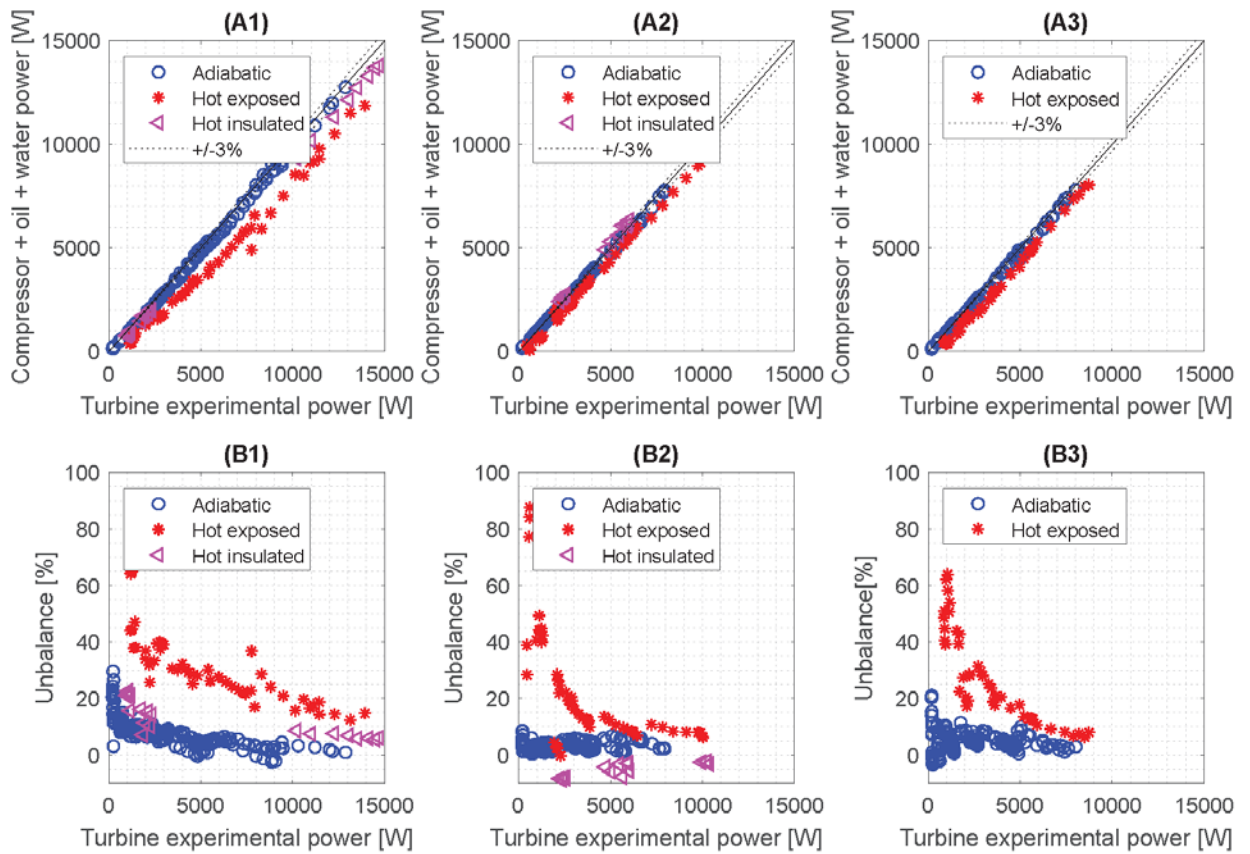 (A1)
Compressor + oil + water power [W]
15000
10000
5000
0
Adiabatic
Hot exposed
Hot insulated
+/-3%
0
5000
10000
15000
Turbine experimental power [W]
(A2)
Compressor + oil + water power [W]
15000
10000
5000
0
Adiabatic
Hot exposed
Hot insulated
+/-3%
0
5000
10000
15000
Turbine experimental power [W]
(A3)
Compressor + oil + water power [W]
15000
10000
5000
0
Adiabatic
Hot exposed
+/-3%
0
5000
10000
15000
Turbine experimental power [W]
(B1)
Unbalance [%]
100
80
60
40
20
0
Adiabatic
Hot exposed
Hot insulated
0
5000
10000
15000
Turbine experimental power [W]
(B2)
Unbalance [%]
100
80
60
40
20
0
Adiabatic
Hot exposed
Hot insulated
0
5000
10000
15000
Turbine experimental power [W]
(B3)
Unbalance[%]
100
80
60
40
20
0
Adiabatic
Hot exposed
0
5000
10000
15000
Turbine experimental power [W]